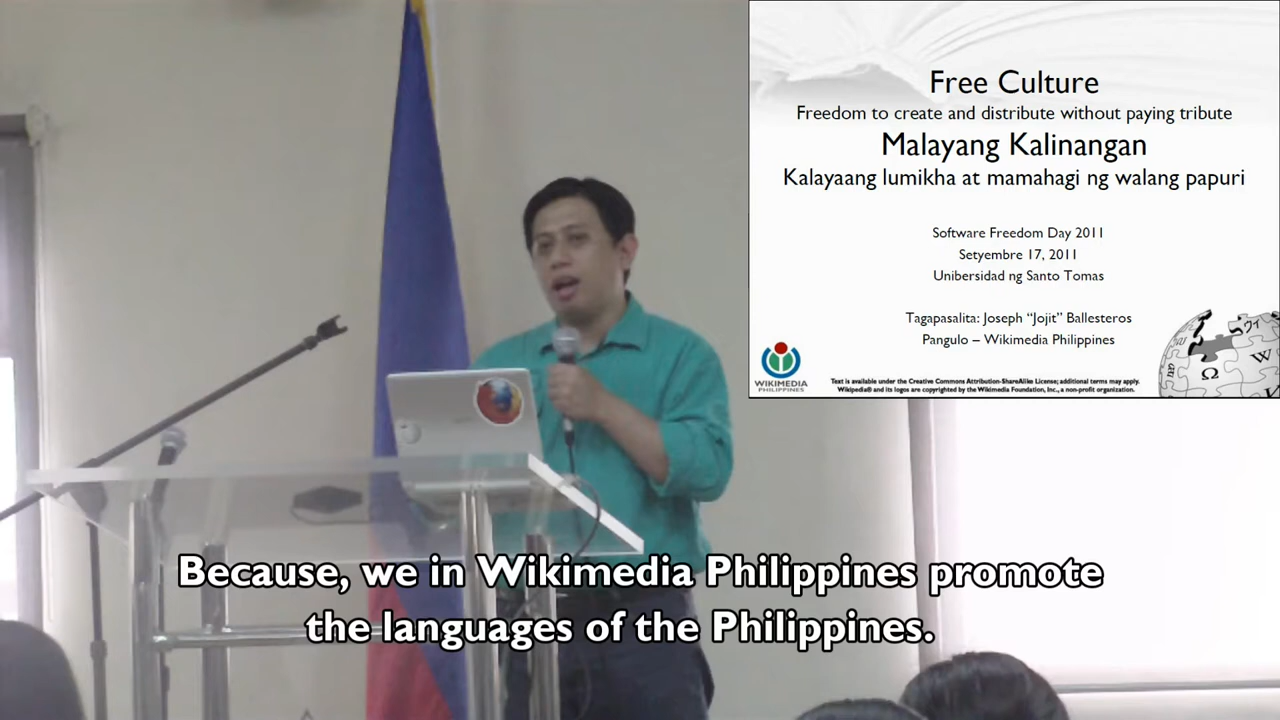 Free Culture
Freedom to create and distribute without paying tribute
Malayang Kalinangan
Kalayaang lumikha at mamahagi ng walang papuri
Software Freedom Day 2011
Setyembre 17, 2011
Unibersidad ng Santo Tomas
Tagapasalita: Joseph “Jojit” Ballesteros
Pangulo – Wikimedia Philippines
WIKIMEDIA
PHILIPPINES
Text is available under the Creative Commons Attribution-ShareAlike License; additional terms may apply.
Wikipedia® and its logos are copyrighted by the Wikimedia Foundation, Inc., a non-profit organization.
W
Ω
Because, we in Wikimedia Philippines promote
the languages of the Philippines.